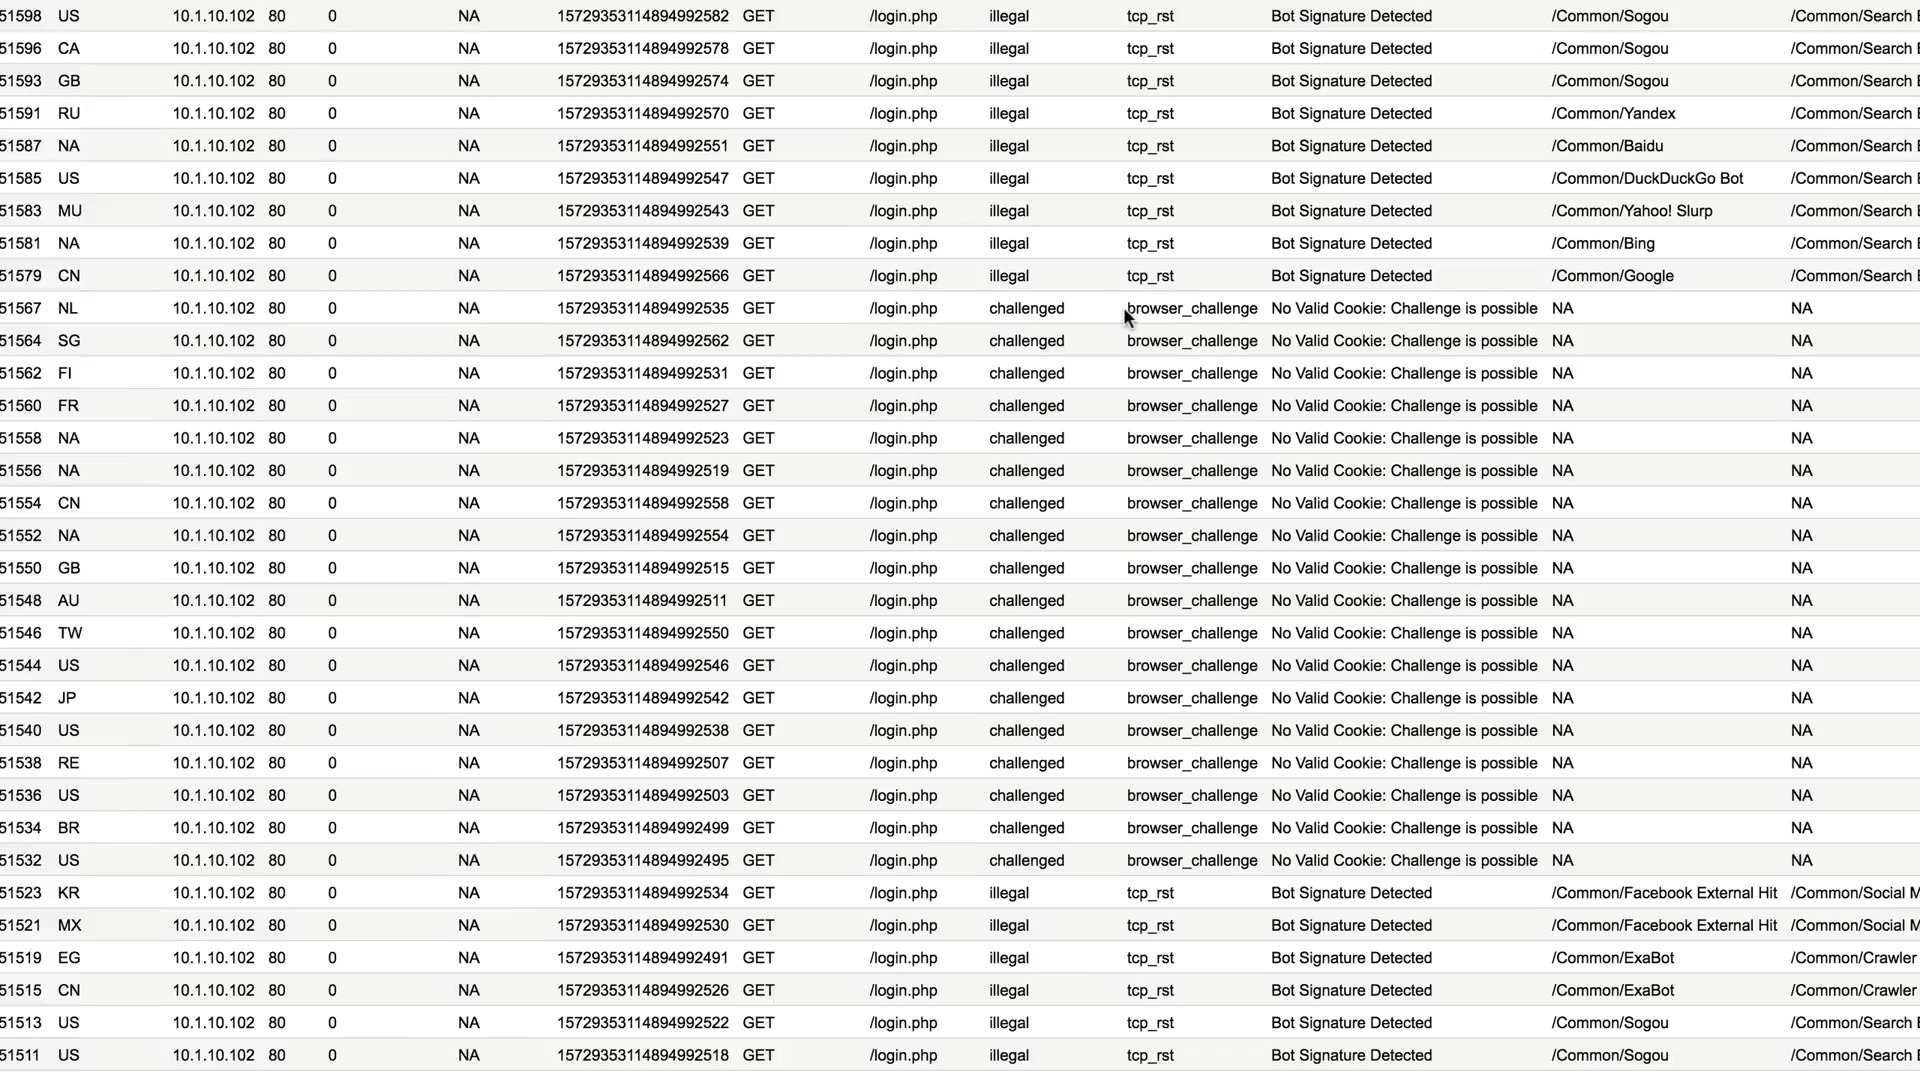 51598 US 10.1.10.102 80 0 NA 15729353114894992582 GET /login.php illegal tcp_rst Bot Signature Detected /Common/Sogou /Common/Search
51596 CA 10.1.10.102 80 0 NA 15729353114894992578 GET /login.php illegal tcp_rst Bot Signature Detected /Common/Sogou /Common/Search
51593 GB 10.1.10.102 80 0 NA 15729353114894992574 GET /login.php illegal tcp_rst Bot Signature Detected /Common/Sogou /Common/Search
51591 RU 10.1.10.102 80 0 NA 15729353114894992570 GET /login.php illegal tcp_rst Bot Signature Detected /Common/Yandex /Common/Search
51587 NA 10.1.10.102 80 0 NA 15729353114894992551 GET /login.php illegal tcp_rst Bot Signature Detected /Common/Baidu /Common/Search
51585 US 10.1.10.102 80 0 NA 15729353114894992547 GET /login.php illegal tcp_rst Bot Signature Detected /Common/DuckDuckGo Bot /Common/Search
51583 MU 10.1.10.102 80 0 NA 15729353114894992543 GET /login.php illegal tcp_rst Bot Signature Detected /Common/Yahoo! Slurp /Common/Search
51581 NA 10.1.10.102 80 0 NA 15729353114894992539 GET /login.php illegal tcp_rst Bot Signature Detected /Common/Bing /Common/Search
51579 CN 10.1.10.102 80 0 NA 15729353114894992566 GET /login.php illegal tcp_rst Bot Signature Detected /Common/Google /Common/Search
51567 NL 10.1.10.102 80 0 NA 15729353114894992535 GET /login.php challenged browser_challenge No Valid Cookie: Challenge is possible NA NA
51564 SG 10.1.10.102 80 0 NA 15729353114894992562 GET /login.php challenged browser_challenge No Valid Cookie: Challenge is possible NA NA
51562 FI 10.1.10.102 80 0 NA 15729353114894992531 GET /login.php challenged browser_challenge No Valid Cookie: Challenge is possible NA NA
51560 FR 10.1.10.102 80 0 NA 15729353114894992527 GET /login.php challenged browser_challenge No Valid Cookie: Challenge is possible NA NA
51558 NA 10.1.10.102 80 0 NA 15729353114894992523 GET /login.php challenged browser_challenge No Valid Cookie: Challenge is possible NA NA
51556 NA 10.1.10.102 80 0 NA 15729353114894992519 GET /login.php challenged browser_challenge No Valid Cookie: Challenge is possible NA NA
51554 CN 10.1.10.102 80 0 NA 15729353114894992558 GET /login.php challenged browser_challenge No Valid Cookie: Challenge is possible NA NA
51552 NA 10.1.10.102 80 0 NA 15729353114894992554 GET /login.php challenged browser_challenge No Valid Cookie: Challenge is possible NA NA
51550 GB 10.1.10.102 80 0 NA 15729353114894992515 GET /login.php challenged browser_challenge No Valid Cookie: Challenge is possible NA NA
51548 AU 10.1.10.102 80 0 NA 15729353114894992511 GET /login.php challenged browser_challenge No Valid Cookie: Challenge is possible NA NA
51546 TW 10.1.10.102 80 0 NA 15729353114894992550 GET /login.php challenged browser_challenge No Valid Cookie: Challenge is possible NA NA
51544 US 10.1.10.102 80 0 NA 15729353114894992546 GET /login.php challenged browser_challenge No Valid Cookie: Challenge is possible NA NA
51542 JP 10.1.10.102 80 0 NA 15729353114894992542 GET /login.php challenged browser_challenge No Valid Cookie: Challenge is possible NA NA
51540 US 10.1.10.102 80 0 NA 15729353114894992538 GET /login.php challenged browser_challenge No Valid Cookie: Challenge is possible NA NA
51538 RE 10.1.10.102 80 0 NA 15729353114894992507 GET /login.php challenged browser_challenge No Valid Cookie: Challenge is possible NA NA
51536 US 10.1.10.102 80 0 NA 15729353114894992503 GET /login.php challenged browser_challenge No Valid Cookie: Challenge is possible NA NA
51534 BR 10.1.10.102 80 0 NA 15729353114894992499 GET /login.php challenged browser_challenge No Valid Cookie: Challenge is possible NA NA
51532 US 10.1.10.102 80 0 NA 15729353114894992495 GET /login.php challenged browser_challenge No Valid Cookie: Challenge is possible NA NA
51523 KR 10.1.10.102 80 0 NA 15729353114894992534 GET /login.php illegal tcp_rst Bot Signature Detected /Common/Facebook External Hit /Common/Social
51521 MX 10.1.10.102 80 0 NA 15729353114894992530 GET /login.php illegal tcp_rst Bot Signature Detected /Common/Facebook External Hit /Common/Social
51519 EG 10.1.10.102 80 0 NA 15729353114894992491 GET /login.php illegal tcp_rst Bot Signature Detected /Common/ExaBot /Common/Crawler
51515 CN 10.1.10.102 80 0 NA 15729353114894992526 GET /login.php illegal tcp_rst Bot Signature Detected /Common/ExaBot /Common/Crawler
51513 US 10.1.10.102 80 0 NA 15729353114894992522 GET /login.php illegal tcp_rst Bot Signature Detected /Common/Sogou /Common/Search
51511 US 10.1.10.102 80 0 NA 15729353114894992518 GET /login.php illegal tcp_rst Bot Signature Detected /Common/Sogou /Common/Search